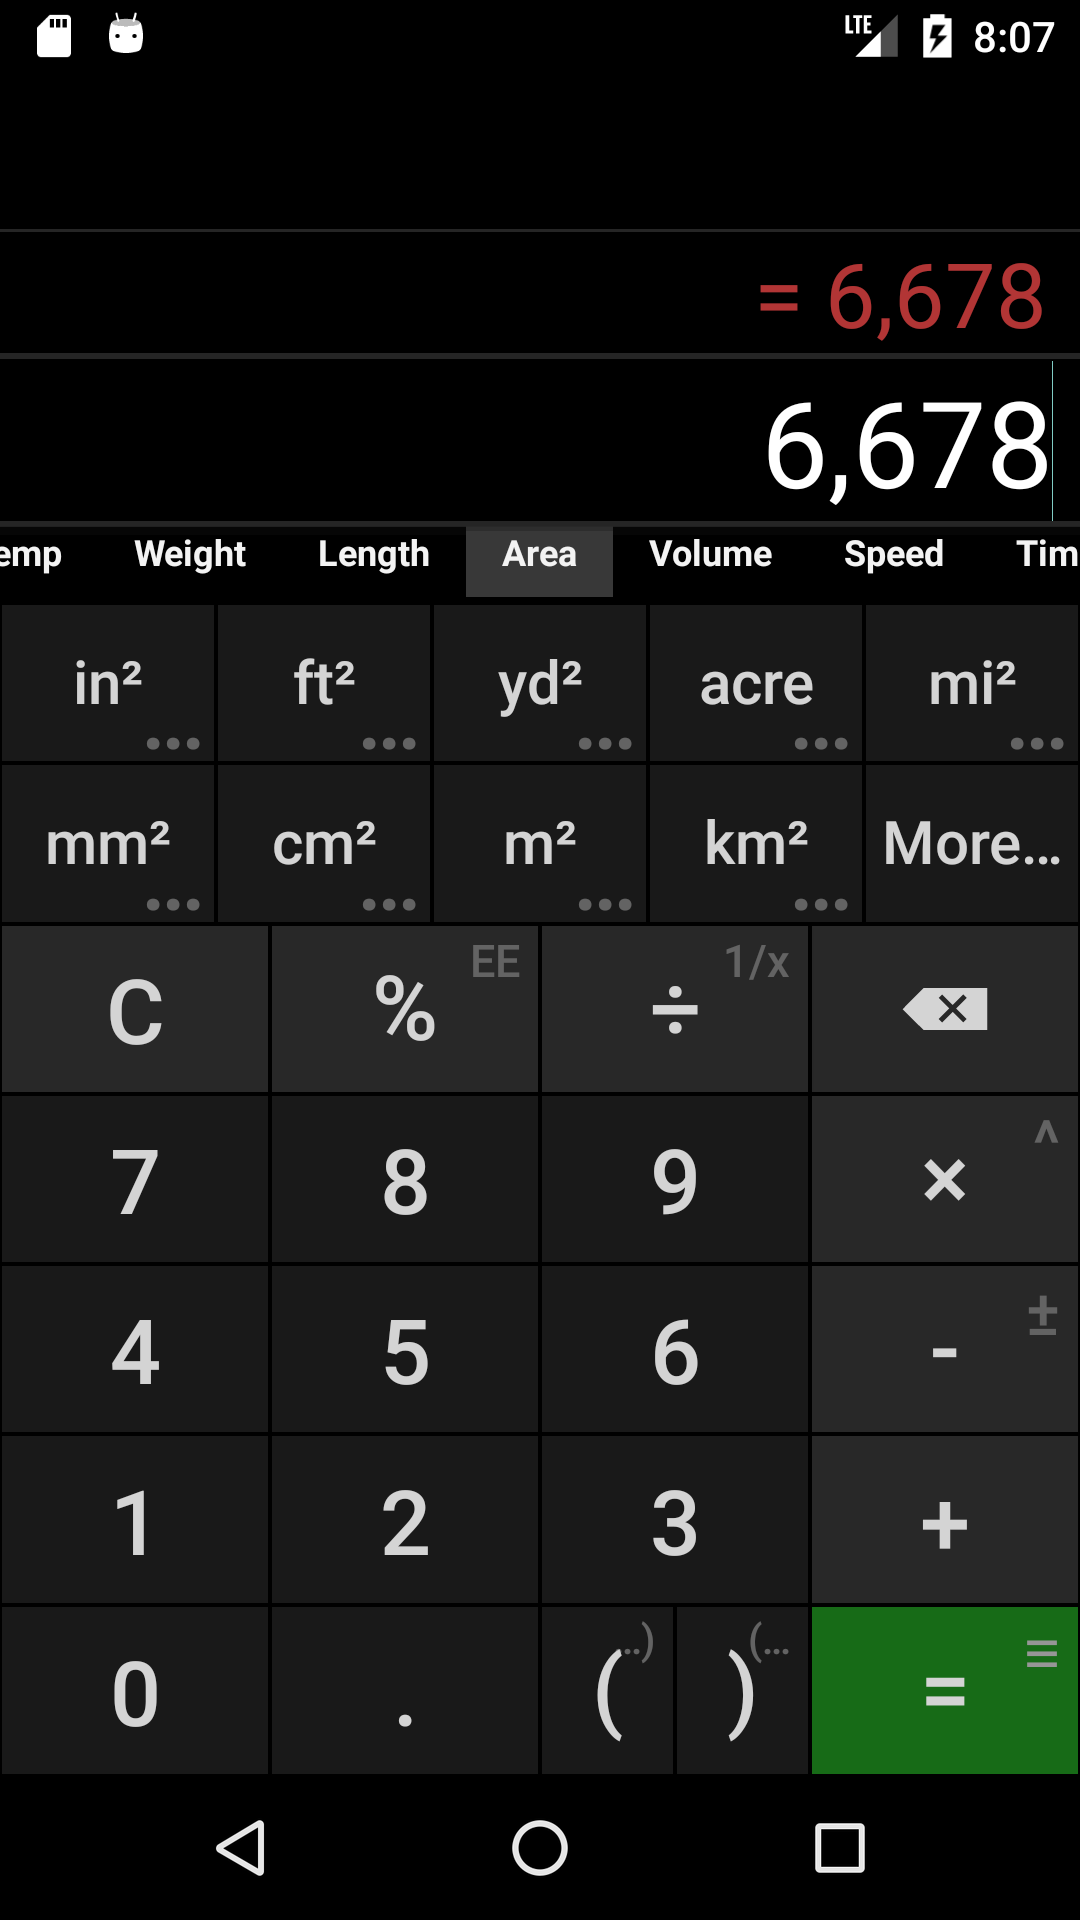 LTE 8:07
= 6,678
6,678
emp Weight Length Area Volume Speed Tim
in² ft² yd² acre mi²
mm² cm² m² km² More...
C % EE ÷ 1/x
7 8 9 × ^
4 5 6 - ±
1 2 3 +
0 . ( ..) ) (... =